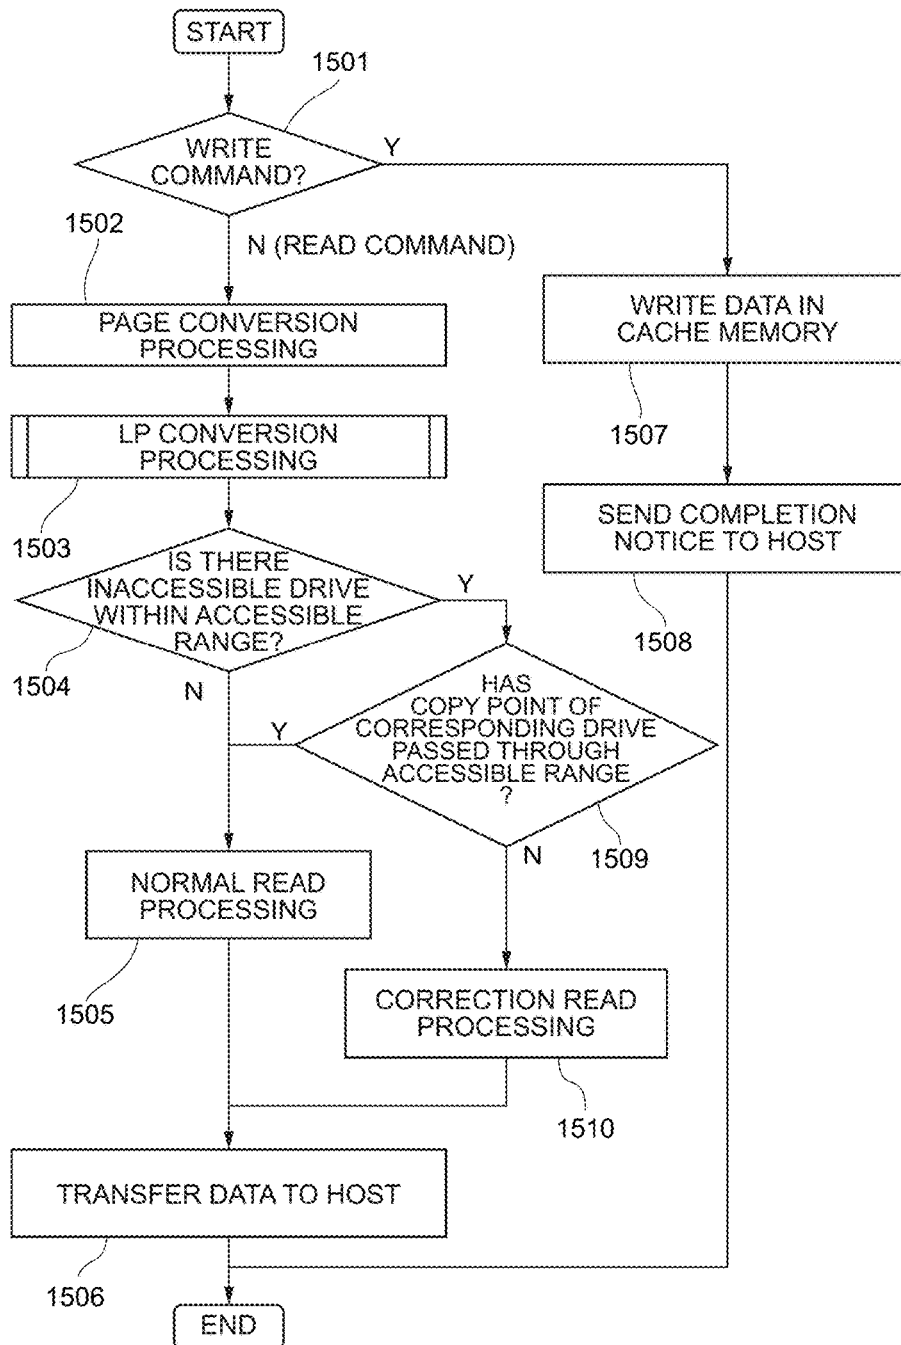 START
1501
WRITE
COMMAND?
Y
1502
N (READ COMMAND)
PAGE CONVERSION
PROCESSING
WRITE DATA IN
CACHE MEMORY
1507
LP CONVERSION
PROCESSING
1503
SEND COMPLETION
NOTICE TO HOST
1508
IS THERE
INACCESSIBLE DRIVE
WITHIN ACCESSIBLE
RANGE?
Y
1504
N
HAS
COPY POINT OF
CORRESPONDING DRIVE
PASSED THROUGH
ACCESSIBLE RANGE
?
Y
1509
N
NORMAL READ
PROCESSING
1505
CORRECTION READ
PROCESSING
1510
TRANSFER DATA TO HOST
1506
END